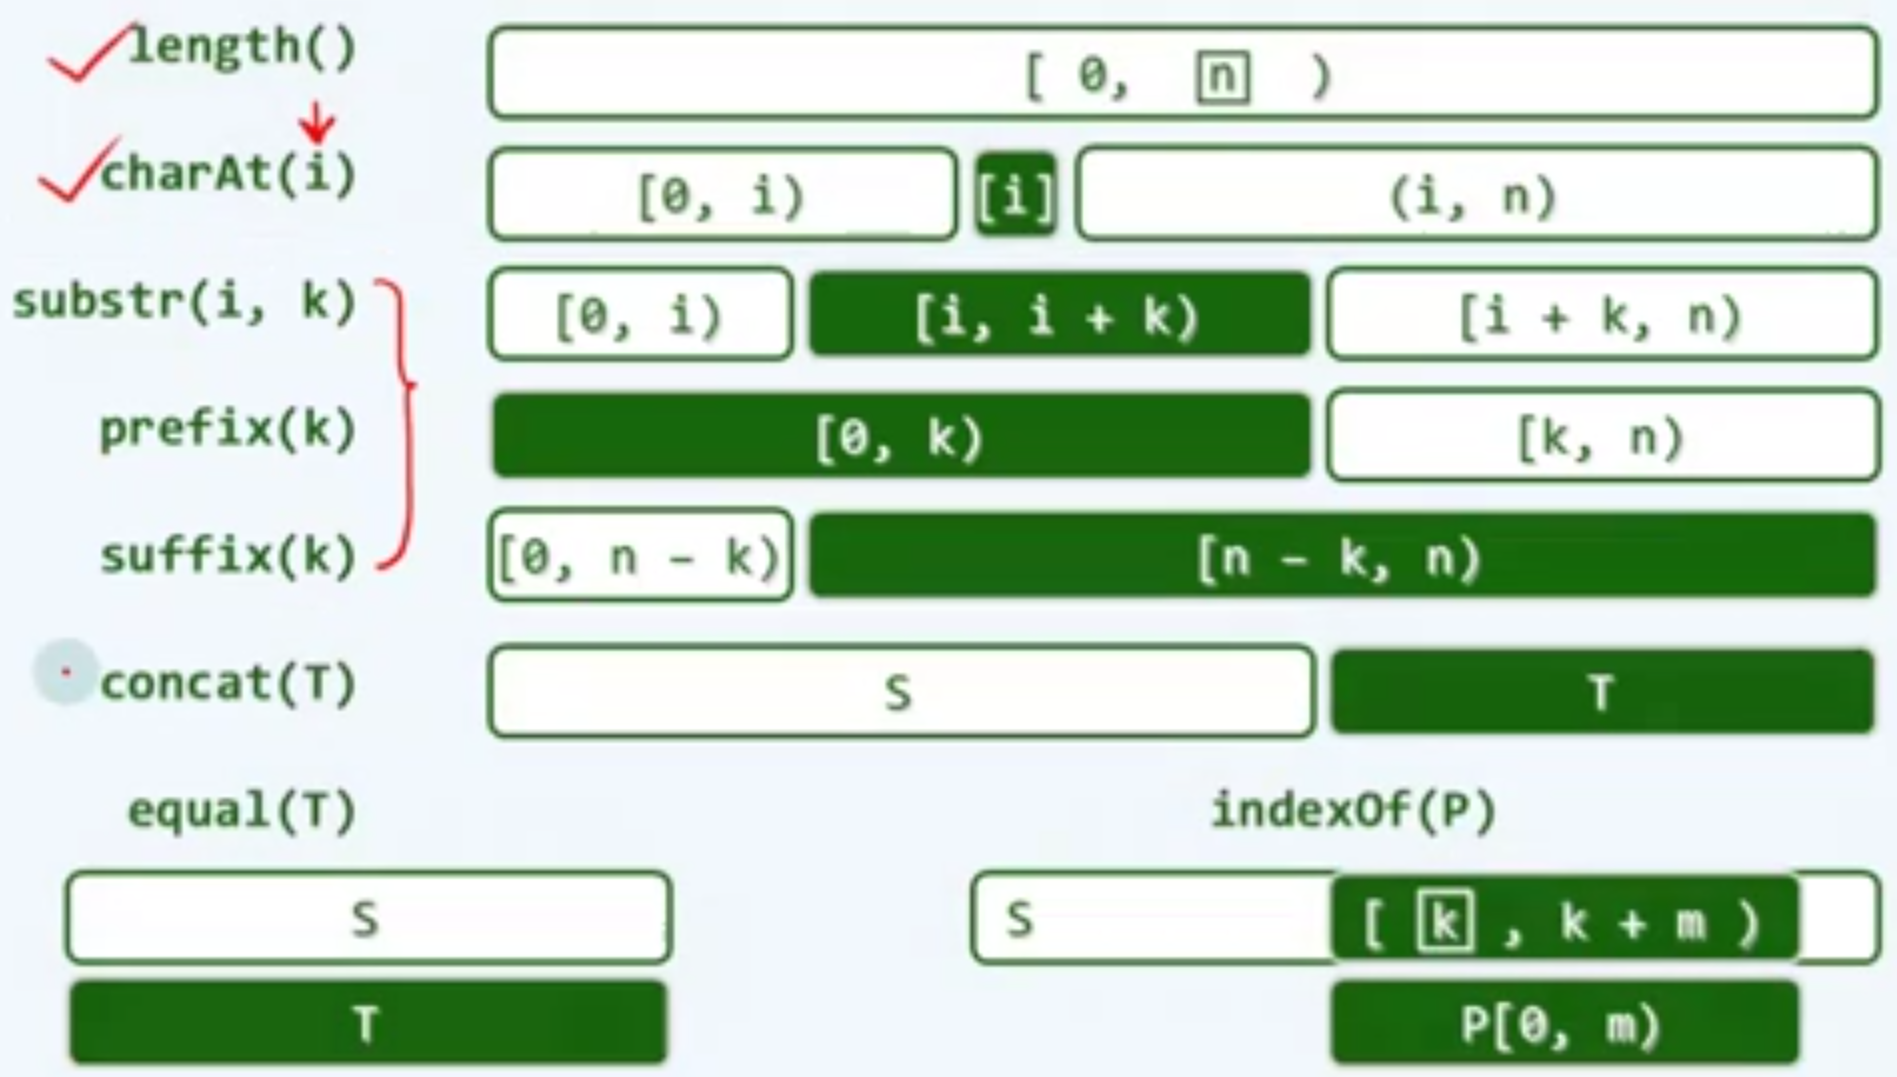 length() [ 0, n )
charAt(i) [0, i) [i] (i, n)
substr(i, k) [0, i) [i, i + k) [i + k, n)
prefix(k) [0, k) [k, n)
suffix(k) [0, n - k) [n - k, n)
concat(T) S T
equal(T) indexOf(P)
S S [ k , k + m )
T P[0, m)